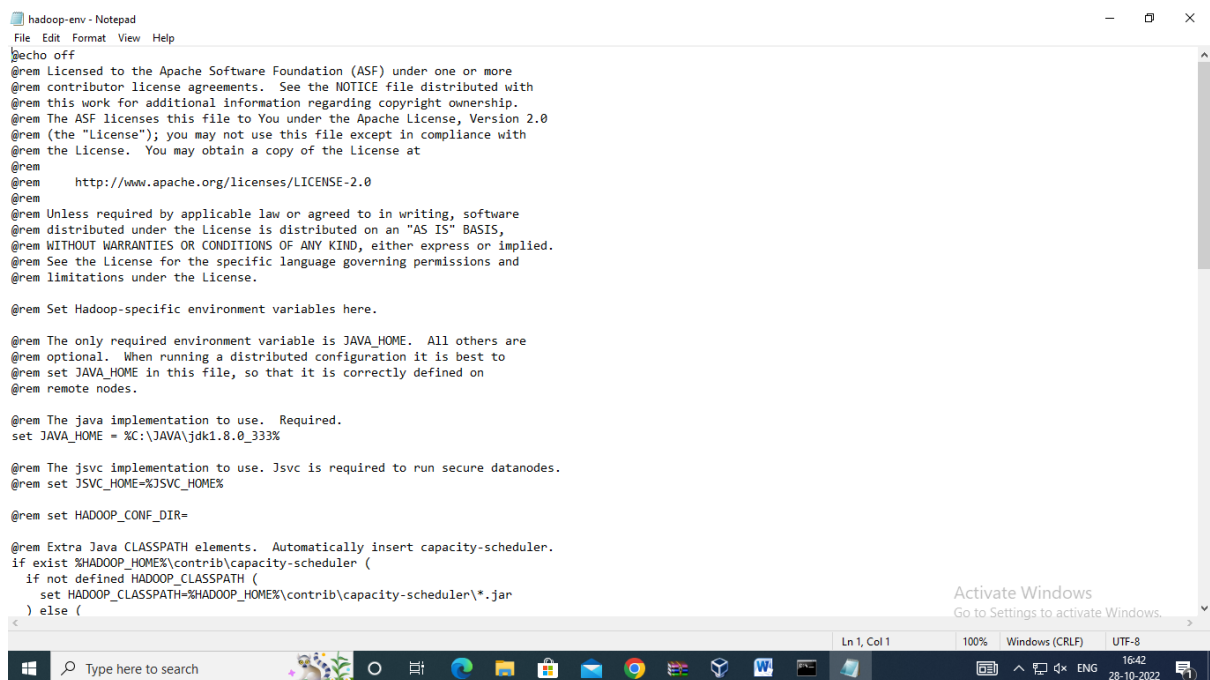 hadoop-env - Notepad
File Edit Format View Help
@echo off
@rem Licensed to the Apache Software Foundation (ASF) under one or more
@rem contributor license agreements.  See the NOTICE file distributed with
@rem this work for additional information regarding copyright ownership.
@rem The ASF licenses this file to You under the Apache License, Version 2.0
@rem (the "License"); you may not use this file except in compliance with
@rem the License.  You may obtain a copy of the License at
@rem
@rem     http://www.apache.org/licenses/LICENSE-2.0
@rem
@rem Unless required by applicable law or agreed to in writing, software
@rem distributed under the License is distributed on an "AS IS" BASIS,
@rem WITHOUT WARRANTIES OR CONDITIONS OF ANY KIND, either express or implied.
@rem See the License for the specific language governing permissions and
@rem limitations under the License.
@rem Set Hadoop-specific environment variables here.
@rem The only required environment variable is JAVA_HOME.  All others are
@rem optional.  When running a distributed configuration it is best to
@rem set JAVA_HOME in this file, so that it is correctly defined on
@rem remote nodes.
@rem The java implementation to use.  Required.
set JAVA_HOME = %C:\JAVA\jdk1.8.0_333%
@rem The jsvc implementation to use. Jsvc is required to run secure datanodes.
@rem set JSVC_HOME=%JSVC_HOME%
@rem set HADOOP_CONF_DIR=
@rem Extra Java CLASSPATH elements.  Automatically insert capacity-scheduler.
if exist %HADOOP_HOME%\contrib\capacity-scheduler (
  if not defined HADOOP_CLASSPATH (
    set HADOOP_CLASSPATH=%HADOOP_HOME%\contrib\capacity-scheduler\*.jar
  ) else (
Activate Windows
Go to Settings to activate Windows.
Ln 1, Col 1 100% Windows (CRLF) UTF-8
Type here to search
ENG
16:42
28-10-2022
1